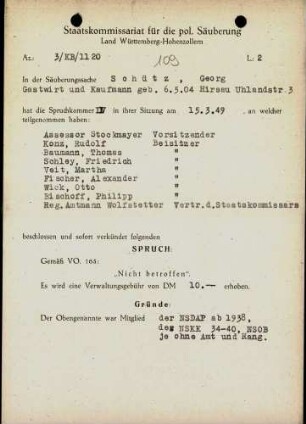 Staatskommissariat für die pol. Säuberung
Land Württemberg-Hohenzollern
Az.: 3/KB/1120 109 L: 2
In der Säuberungssache Schütz, Georg
Gastwirt und Kaufmann geb. 6.5.04 Hirsau Uhlandstr.3
hat die Spruchkammer IV in ihrer Sitzung am 15.3.49 , an welcher
teilgenommen haben:
Assessor Stockmayer Vorsitzender
Konz, Rudolf Beisitzer
Baumann, Thomas "
Schley, Friedrich "
Veit, Martha "
Fischer, Alexander "
Wick, Otto "
Bischoff, Philipp "
Reg.Amtmann Wolfstetter Vertr.d.Staatskommissars
beschlossen und sofort verkündet folgenden
SPRUCH:
Gemäß VO. 165:
„Nicht betroffen".
Es wird eine Verwaltungsgebühr von DM 10.-- erhoben.
Gründe:
Der Obengenannte war Mitglied der NSDAP ab 1938,
des NSKK 34-40, NSOB
je ohne Amt und Rang.